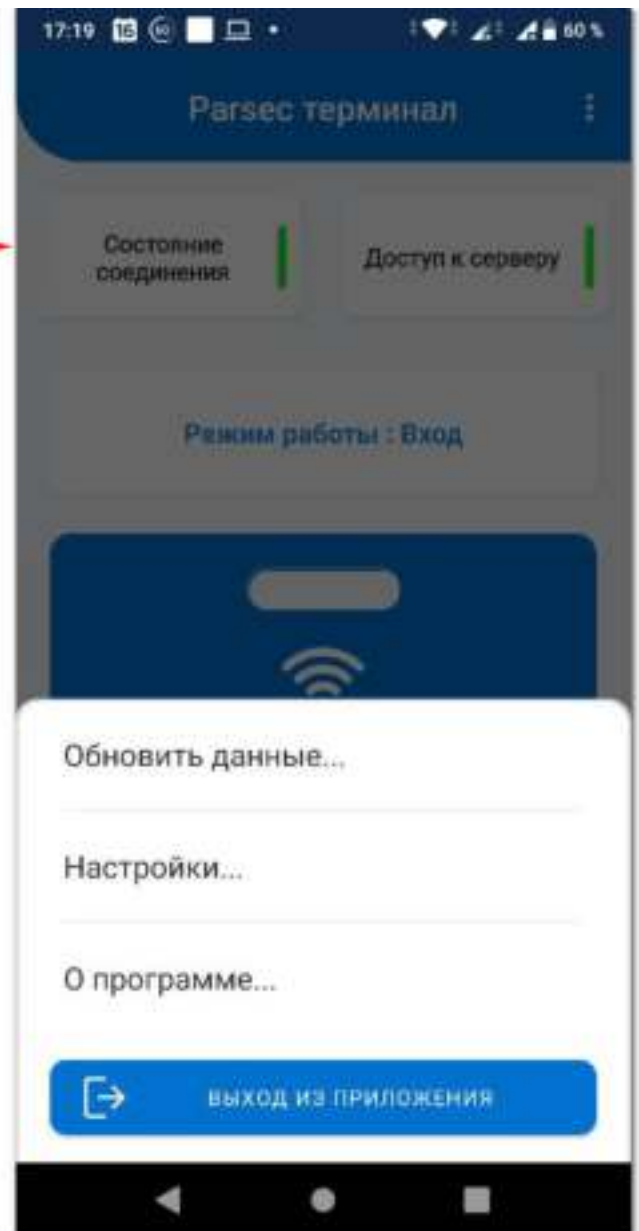 17:19 16 60 %
Parsec терминал
Состояние
соединения
Доступ к серверу
Режим работы : Вход
Обновить данные...
Настройки...
О программе...
ВЫХОД ИЗ ПРИЛОЖЕНИЯ